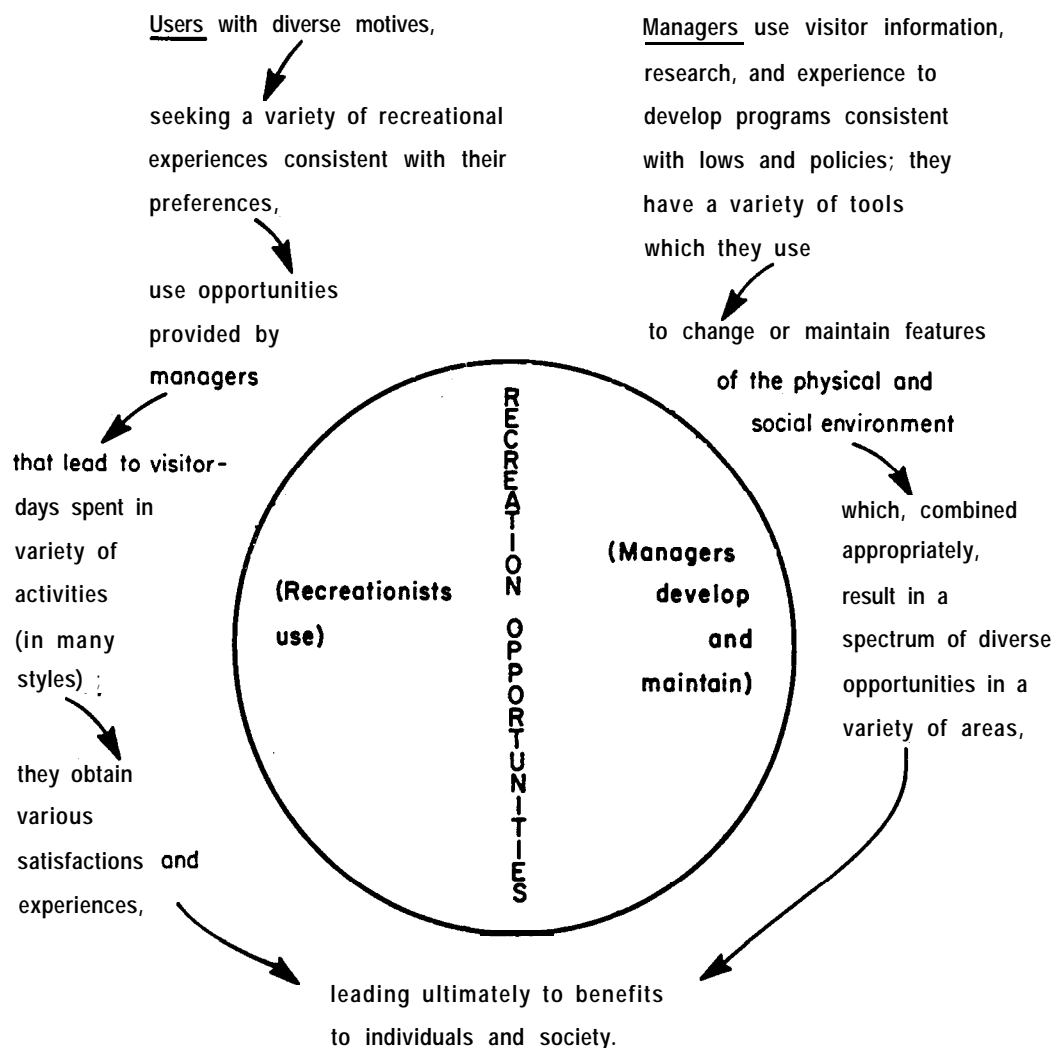 Users with diverse motives,
seeking a variety of recreational
experiences consistent with their
preferences,
use opportunities
provided by
managers
that lead to visitor-
days spent in
variety of
activities
(in many
styles) ;
they obtain
various
satisfactions and
experiences,
Managers use visitor information,
research, and experience to
develop programs consistent
with lows and policies; they
have a variety of tools
which they use
to change or maintain features
of the physical and
social environment
which, combined
appropriately,
result in a
spectrum of diverse
opportunities in a
variety of areas,
leading ultimately to benefits
to individuals and society.
(Recreationists
use)
RECREATION OPPORTUNITIES
(Managers
develop
and
maintain)